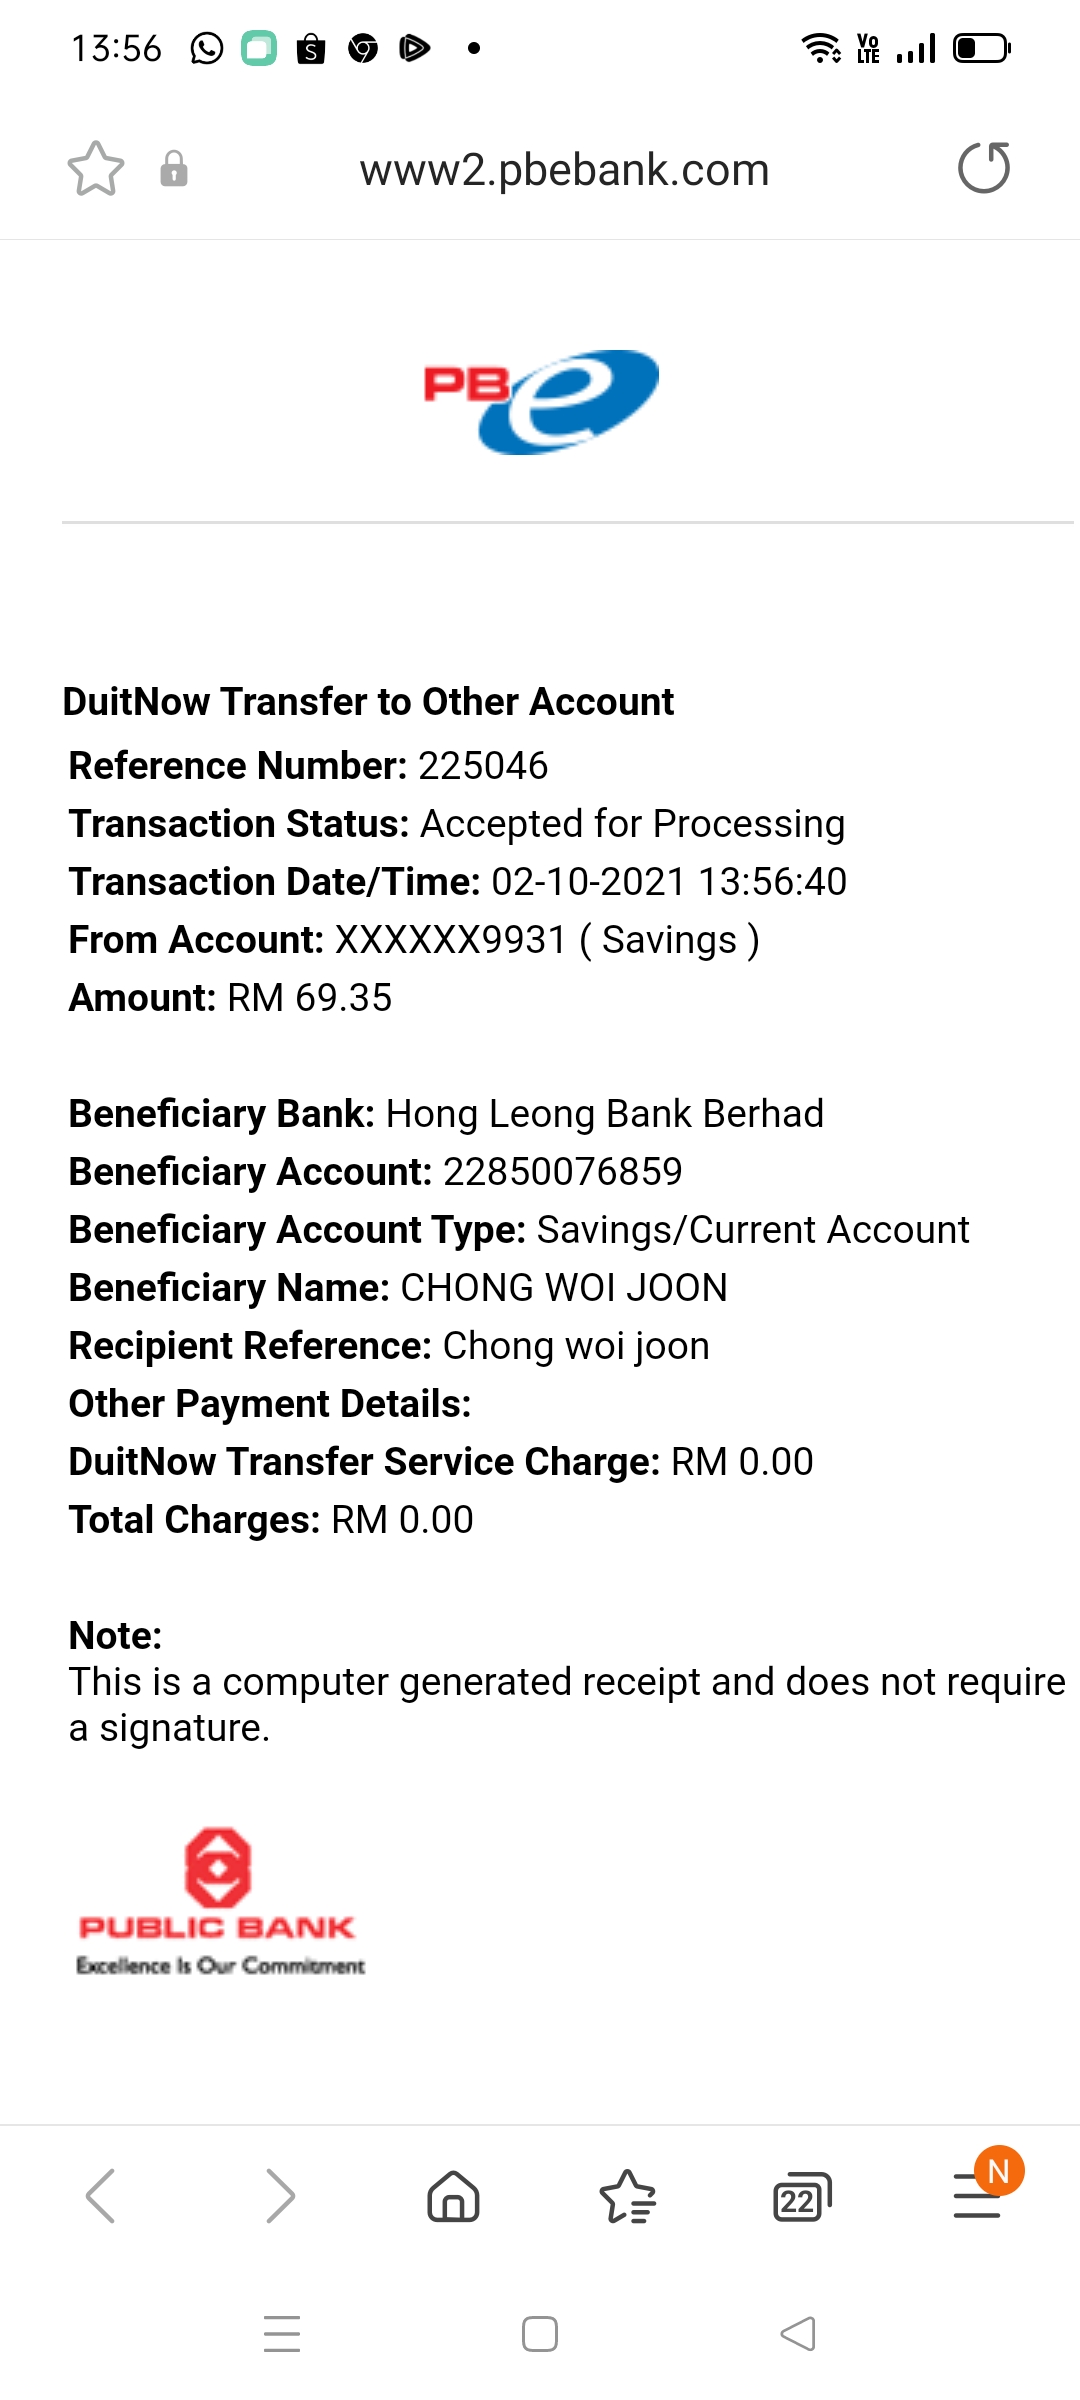 13:56
Vo
LTE
www2.pbebank.com
PBe
DuitNow Transfer to Other Account
Reference Number: 225046
Transaction Status: Accepted for Processing
Transaction Date/Time: 02-10-2021 13:56:40
From Account: XXXXXX9931 ( Savings )
Amount: RM 69.35
Beneficiary Bank: Hong Leong Bank Berhad
Beneficiary Account: 22850076859
Beneficiary Account Type: Savings/Current Account
Beneficiary Name: CHONG WOI JOON
Recipient Reference: Chong woi joon
Other Payment Details:
DuitNow Transfer Service Charge: RM 0.00
Total Charges: RM 0.00
Note:
This is a computer generated receipt and does not require
a signature.
PUBLIC BANK
Excellence Is Our Commitment
22
N